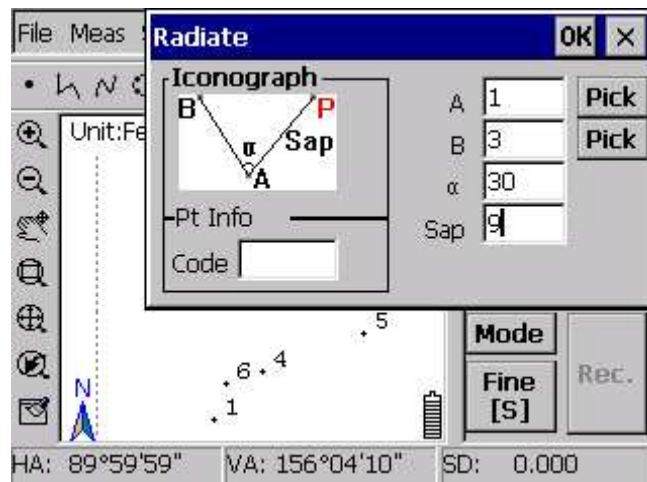 File Meas
Radiate OK ×
Iconograph
B P
α Sap
A
Pt Info
Code
A 1 Pick
B 3 Pick
α 30
Sap 9
Unit:Fe
5
4
6
1
N
Mode
Fine
[S]
Rec.
HA: 89°59'59" VA: 156°04'10" SD: 0.000